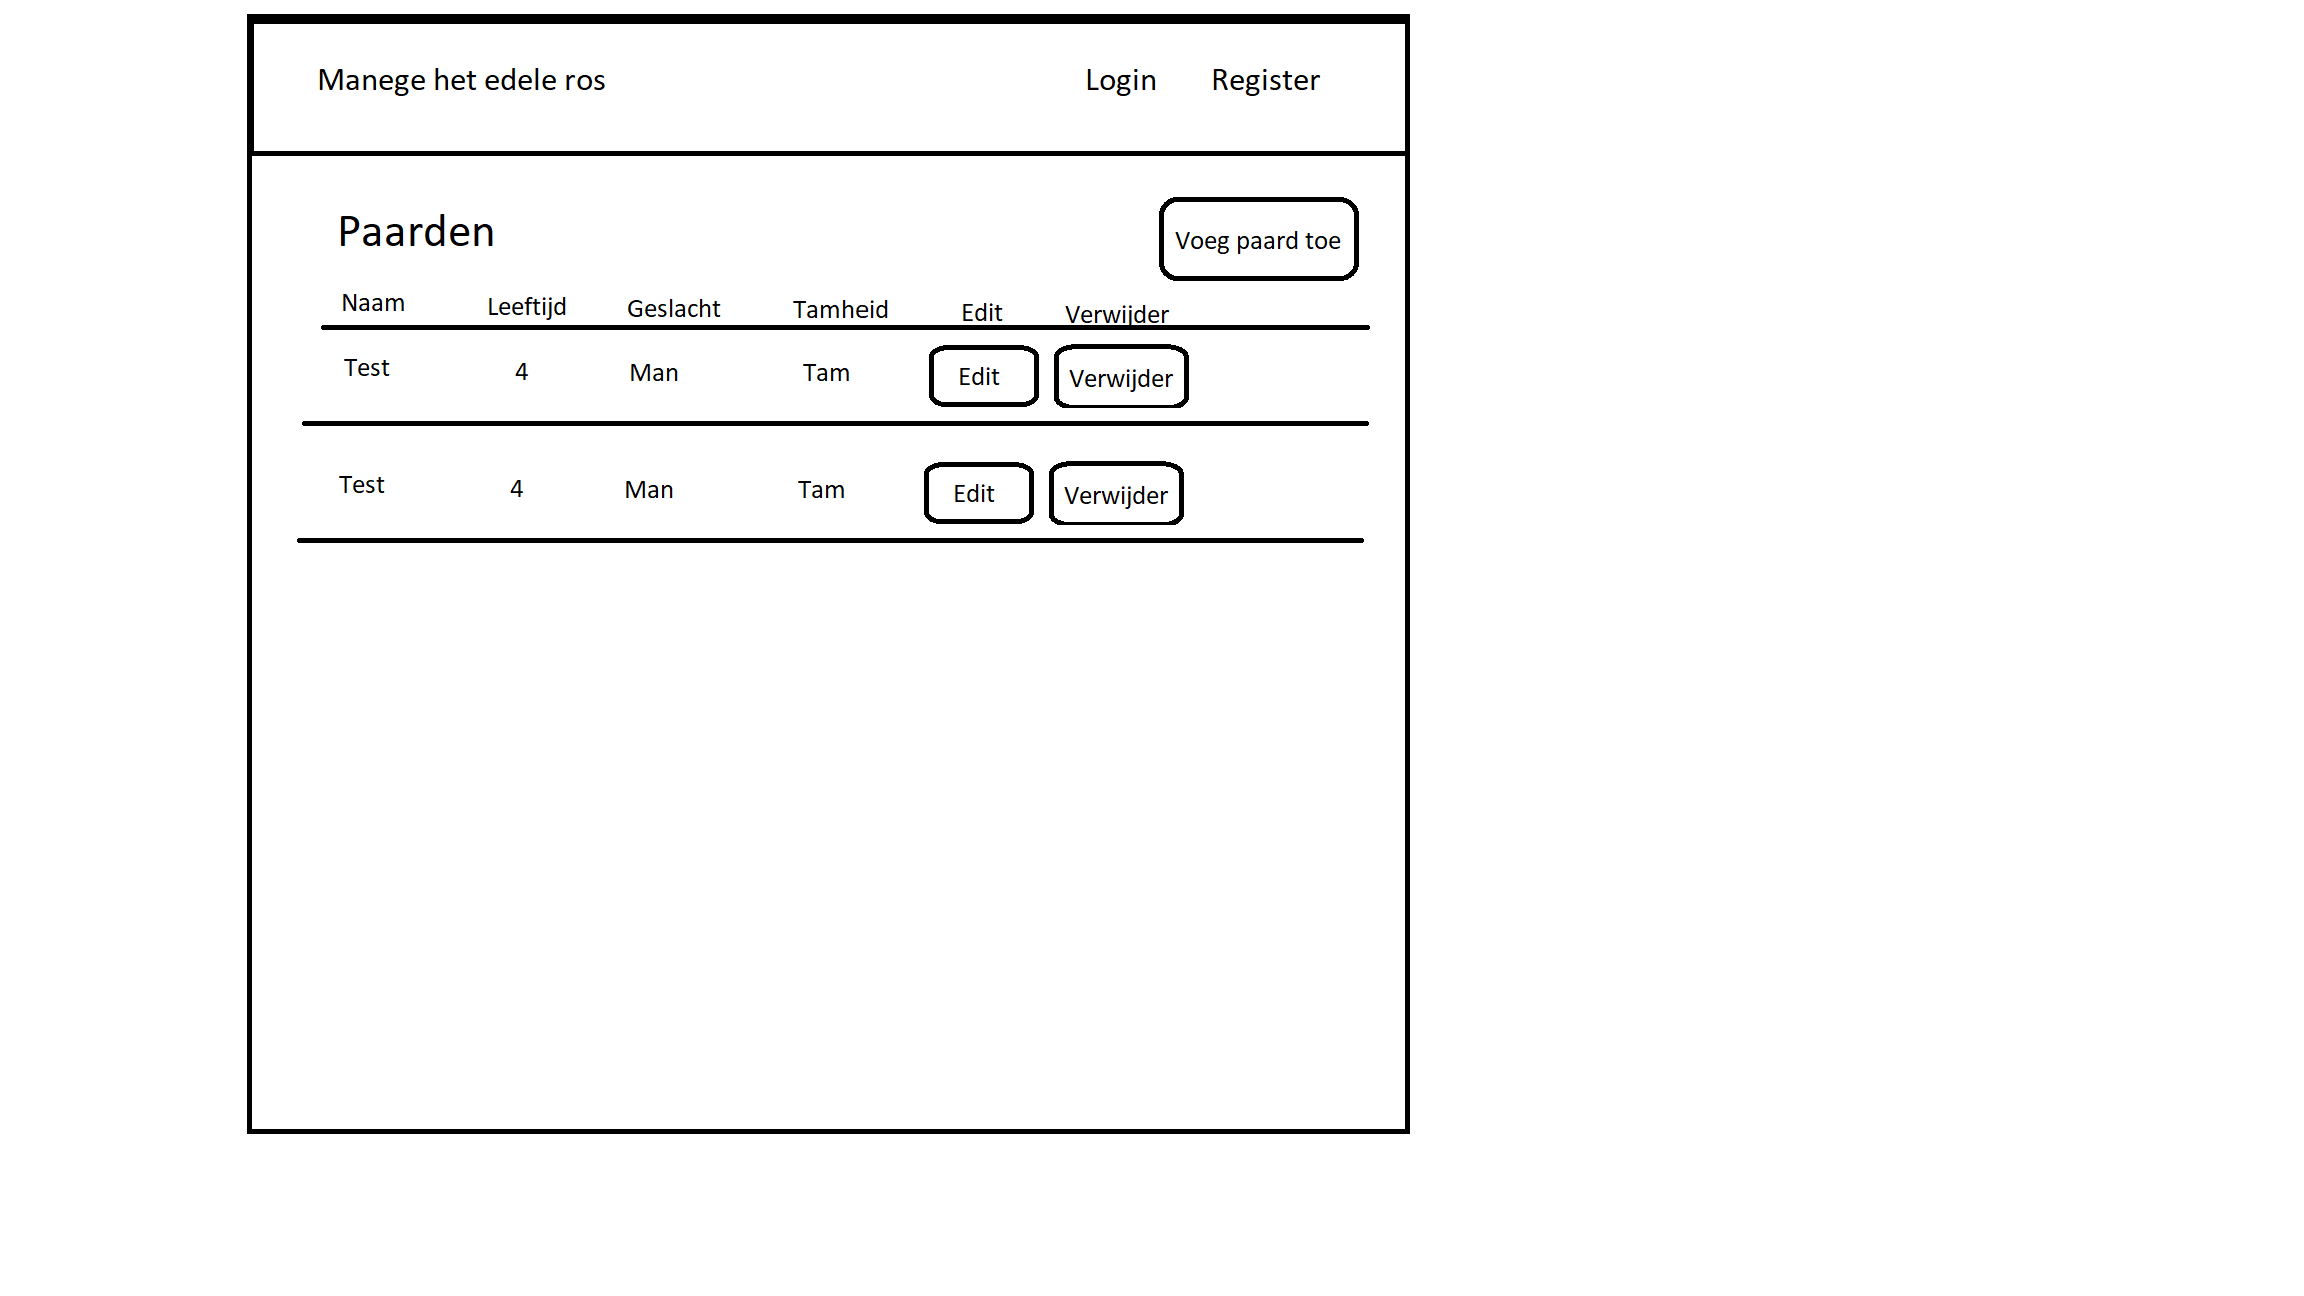 Manege het edele ros Login Register
Paarden Voeg paard toe
Naam Leeftijd Geslacht Tamheid Edit Verwijder
Test 4 Man Tam Edit Verwijder
Test 4 Man Tam Edit Verwijder